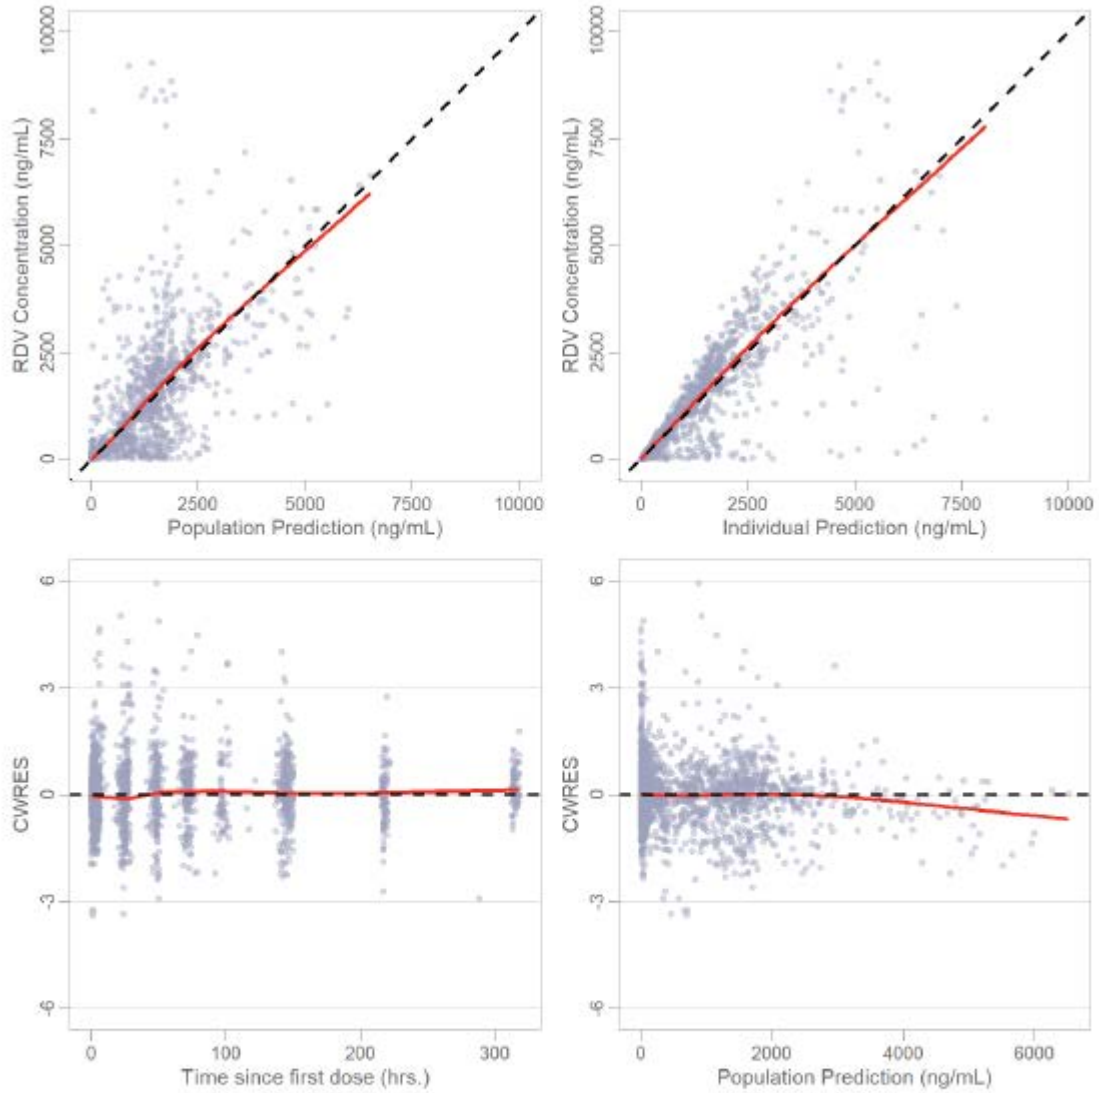 10000
7500
5000
2500
0
RDV Concentration (ng/mL)
0 2500 5000 7500 10000
Population Prediction (ng/mL)
10000
7500
5000
2500
0
RDV Concentration (ng/mL)
0 2500 5000 7500 10000
Individual Prediction (ng/mL)
6
3
0
-3
-6
CWRES
0 100 200 300
Time since first dose (hrs.)
6
3
0
-3
-6
CWRES
0 2000 4000 6000
Population Prediction (ng/mL)